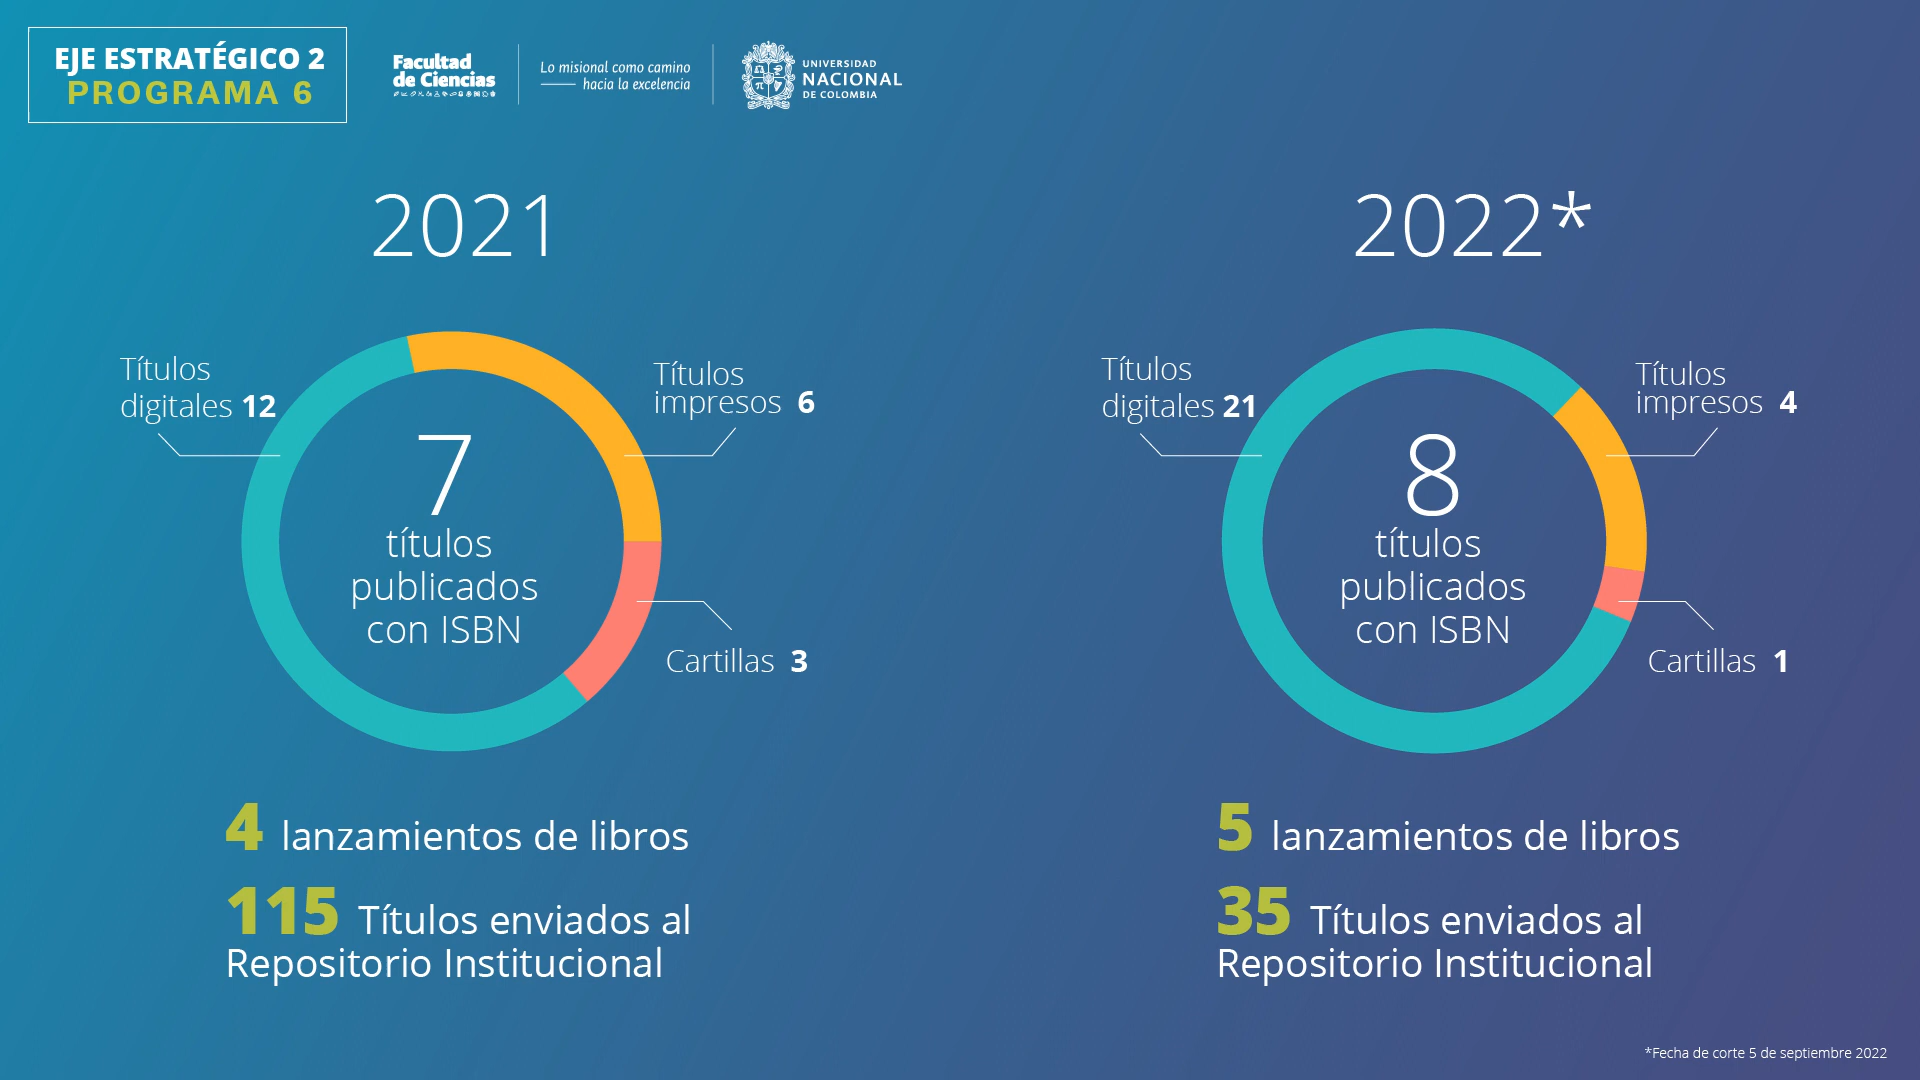 EJE ESTRATÉGICO 2
PROGRAMA 6
Facultad
de Ciencias
Lo misional como camino
hacia la excelencia
UNIVERSIDAD
NACIONAL
DE COLOMBIA
2021
Títulos
digitales 12
Títulos
impresos 6
7
títulos
publicados
con ISBN
Cartillas 3
4 lanzamientos de libros
115 Títulos enviados al
Repositorio Institucional
2022*
Títulos
digitales 21
Títulos
impresos 4
8
títulos
publicados
con ISBN
Cartillas 1
5 lanzamientos de libros
35 Títulos enviados al
Repositorio Institucional
*Fecha de corte 5 de septiembre 2022